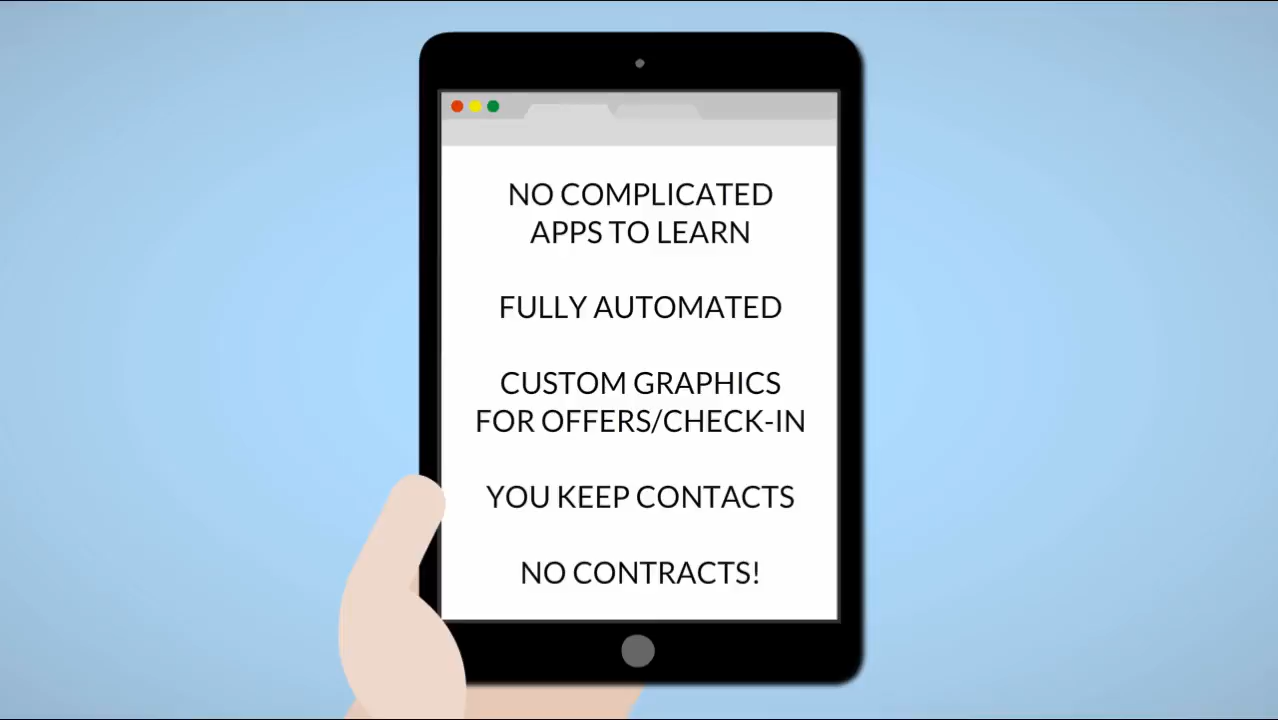 NO COMPLICATED
APPS TO LEARN
FULLY AUTOMATED
CUSTOM GRAPHICS
FOR OFFERS/CHECK-IN
YOU KEEP CONTACTS
NO CONTRACTS!